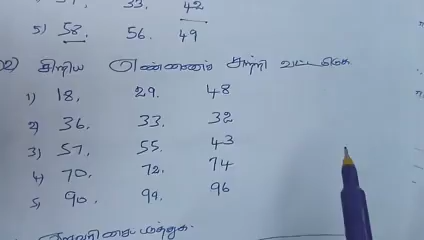 33. 42
5) 58. 56. 49
2) சிறிய எண்ணைச் சுற்றி வட்டமிடுக
1) 18. 29. 48
2) 36. 33. 32
3) 57. 55. 43
4) 70. 72. 74
5) 90. 99. 96